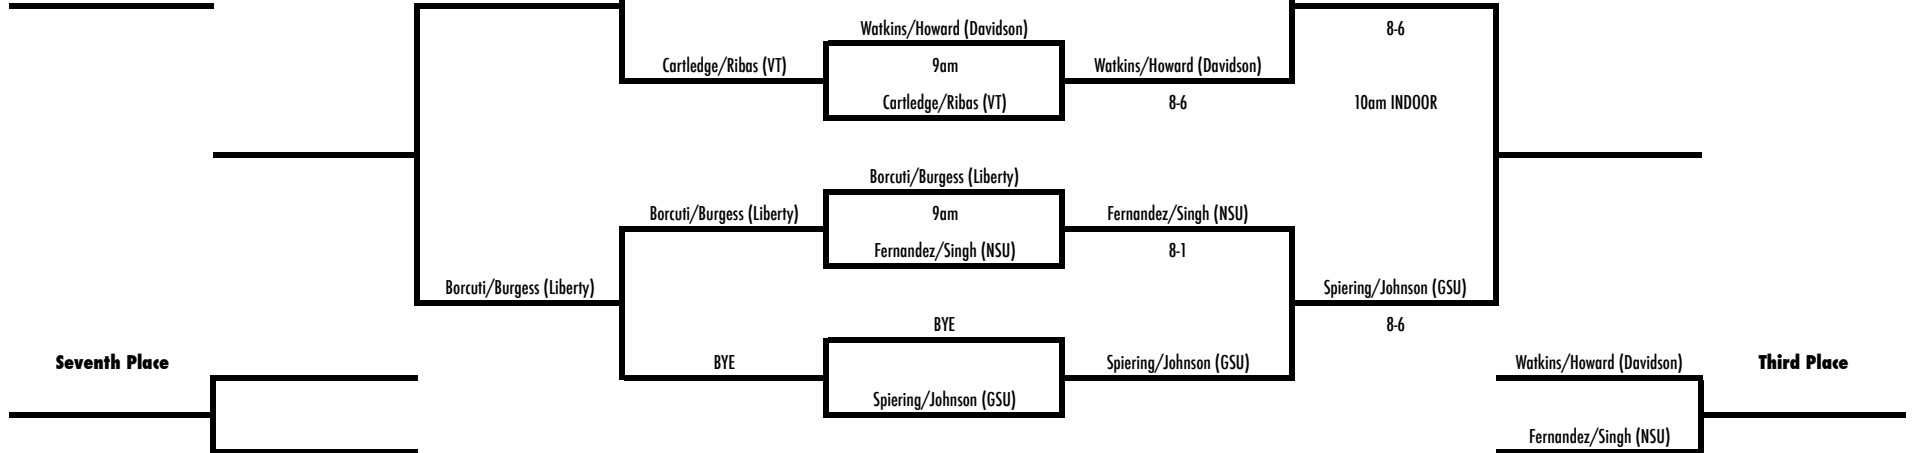 Watkins/Howard (Davidson)
8-6
Cartledge/Ribas (VT)
9am
Watkins/Howard (Davidson)
Cartledge/Ribas (VT)
8-6
10am INDOOR
Borcuti/Burgess (Liberty)
Borcuti/Burgess (Liberty)
9am
Fernandez/Singh (NSU)
Fernandez/Singh (NSU)
8-1
Borcuti/Burgess (Liberty)
Spiering/Johnson (GSU)
BYE
8-6
Seventh Place
BYE
Spiering/Johnson (GSU)
Watkins/Howard (Davidson)
Third Place
Spiering/Johnson (GSU)
Fernandez/Singh (NSU)